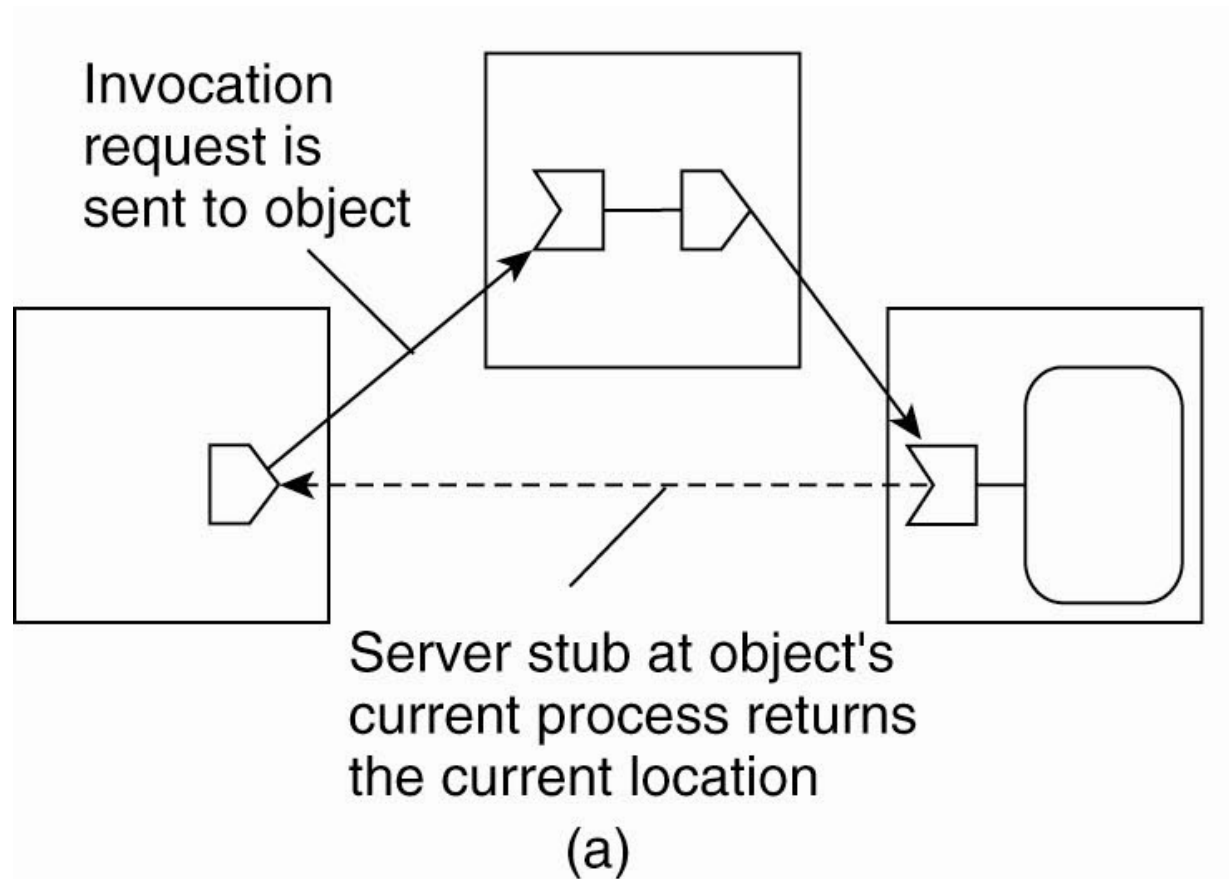 Invocation
request is
sent to object
Server stub at object's
current process returns
the current location
(a)